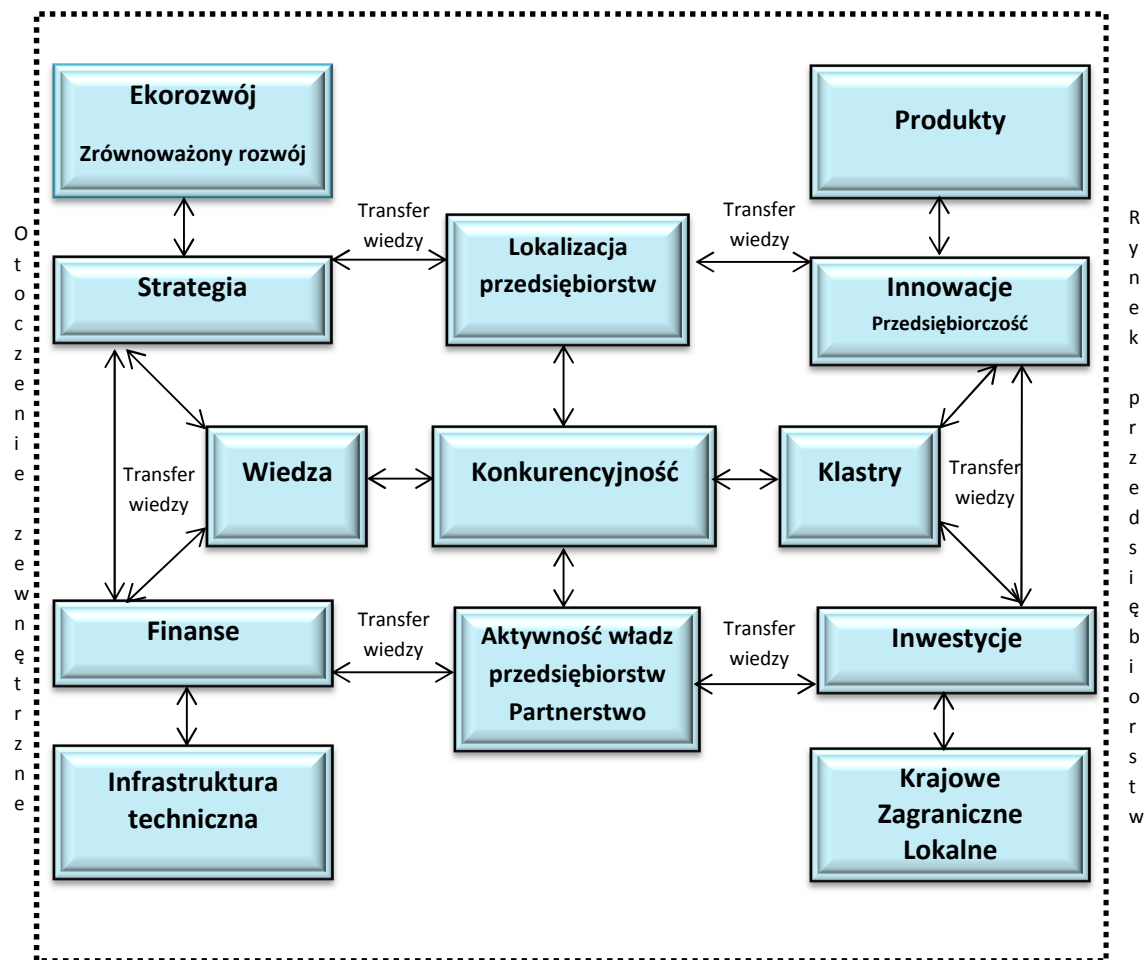 Ekorozwój
Zrównoważony rozwój
Produkty
Transfer
wiedzy
Transfer
wiedzy
Strategia
Lokalizacja
przedsiębiorstw
Innowacje
Przedsiębiorczość
Otoczenie zewnętrzne
Rynek przedsiębiorstw
Wiedza
Konkurencyjność
Klastry
Transfer
wiedzy
Transfer
wiedzy
Finanse
Transfer
wiedzy
Aktywność władz
przedsiębiorstw
Partnerstwo
Transfer
wiedzy
Inwestycje
Infrastruktura
techniczna
Krajowe
Zagraniczne
Lokalne